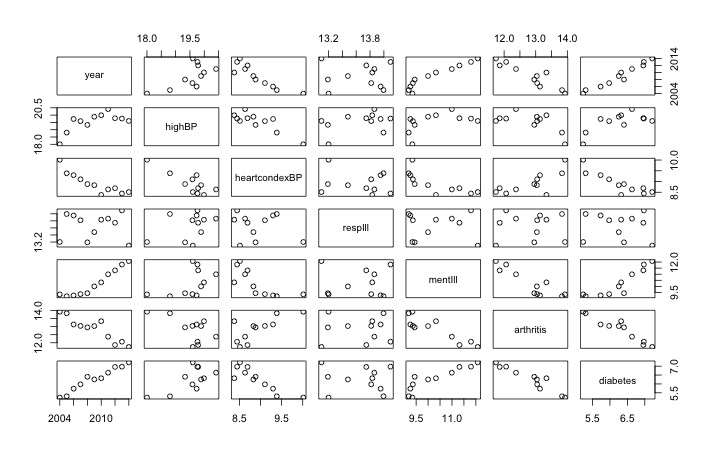 18.0 19.5 13.2 13.8 12.0 13.0 14.0
year 2004 2014
18.0 20.5 highBP
heartcondexBP 8.5 10.0
13.2 respIll
mentIll 9.5 12.0
12.0 14.0 arthritis
diabetes 5.5 7.0
2004 2010 8.5 9.5 9.5 11.0 5.5 6.5